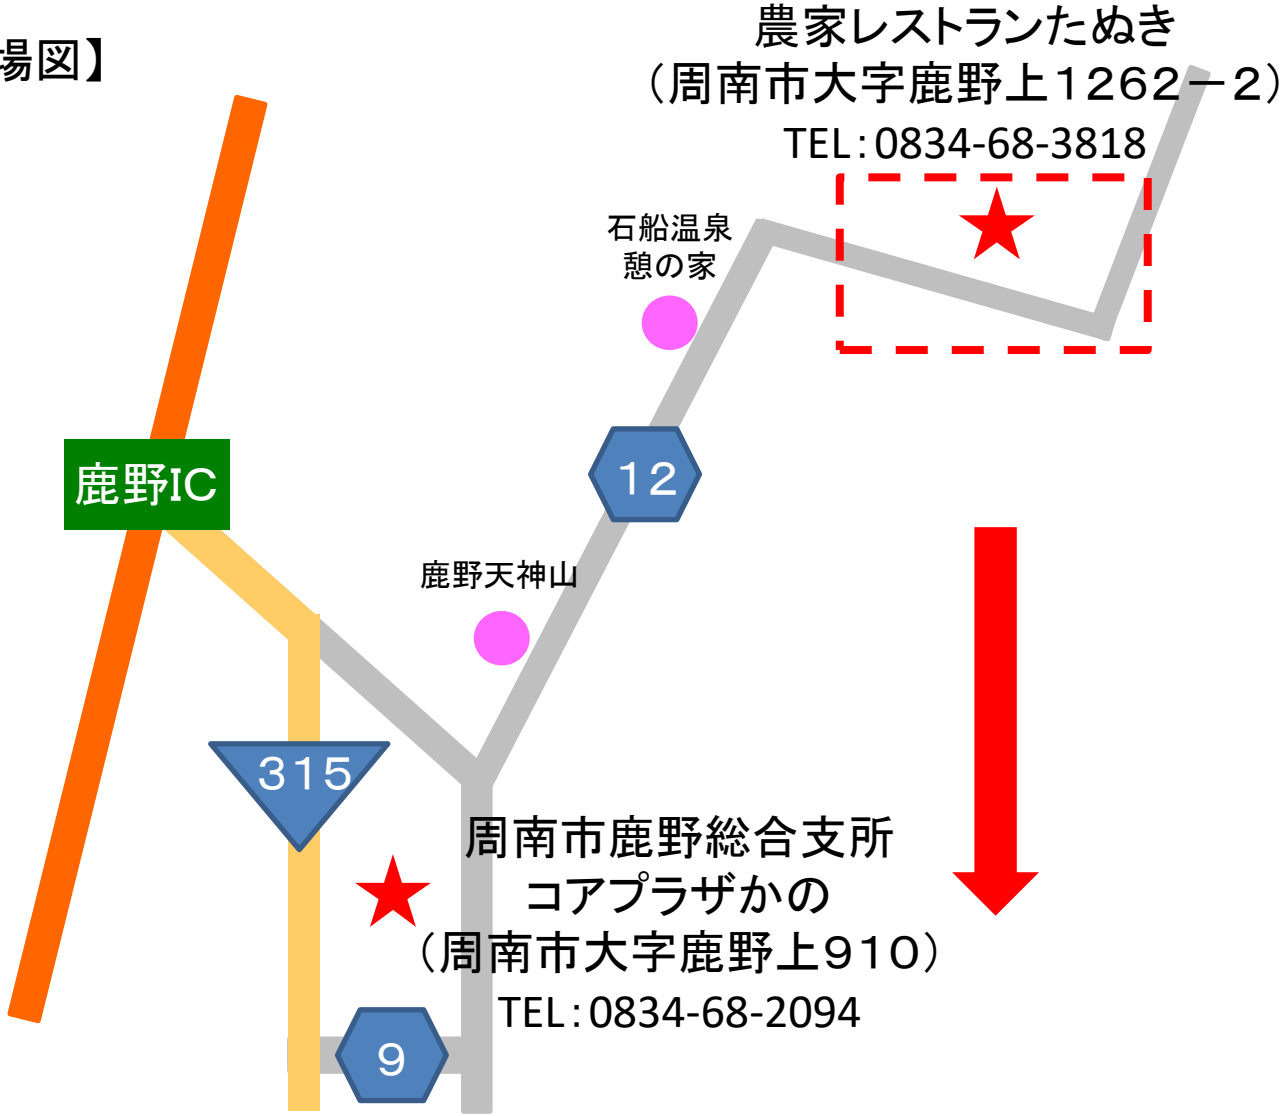 場図】
農家レストランたぬき
（周南市大字鹿野上1262－2）
TEL：0834-68-3818
石船温泉
憩の家
鹿野IC
12
鹿野天神山
315
周南市鹿野総合支所
コアプラザかの
（周南市大字鹿野上910）
TEL：0834-68-2094
9